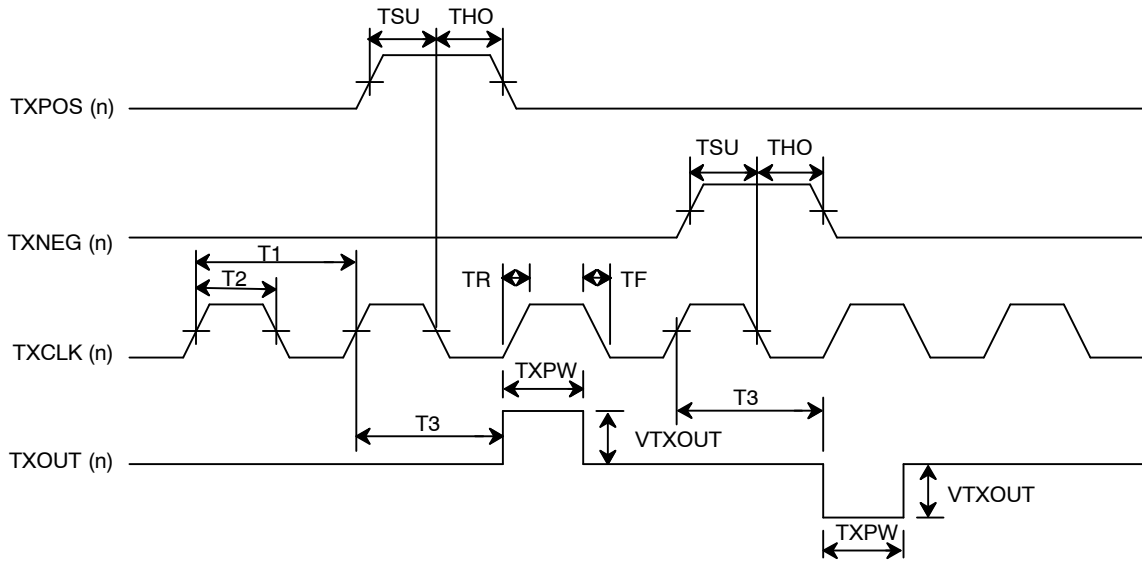 TSU THO
TXPOS (n)
TSU THO
TXNEG (n)
T1
T2
TR TF
TXCLK (n)
TXPW
T3
T3
VTXOUT
TXOUT (n)
VTXOUT
TXPW